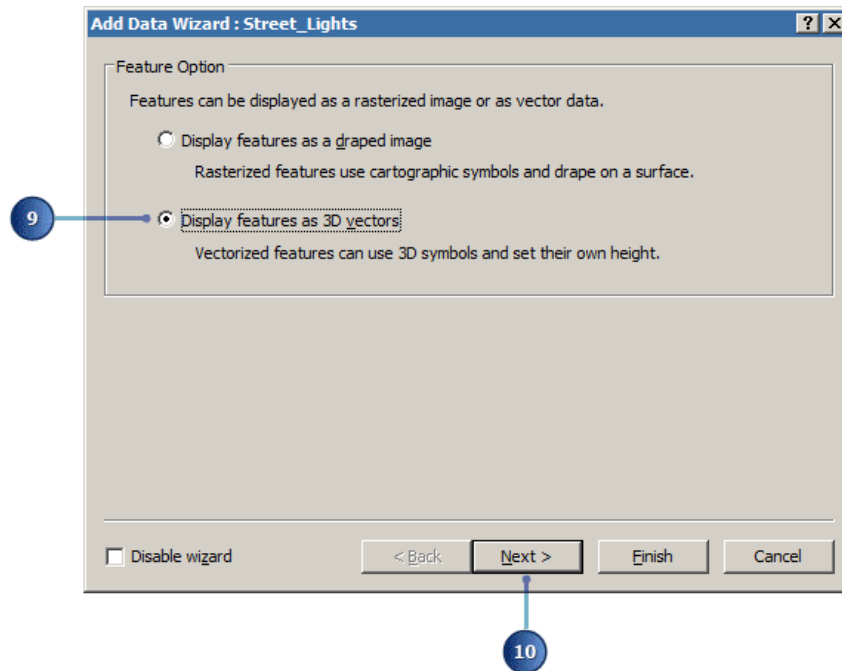 Add Data Wizard : Street_Lights
Feature Option
Features can be displayed as a rasterized image or as vector data.
Display features as a draped image
Rasterized features use cartographic symbols and drape on a surface.
9
Display features as 3D vectors
Vectorized features can use 3D symbols and set their own height.
Disable wizard
< Back
Next >
Finish
Cancel
10